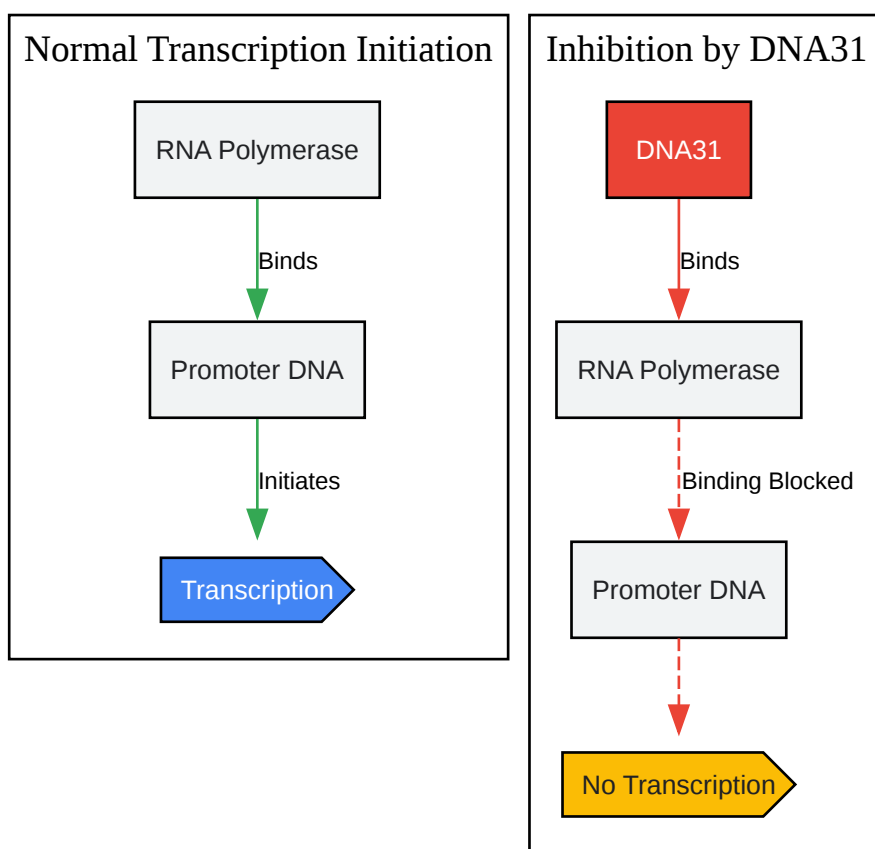 Normal Transcription Initiation
RNA Polymerase
Binds
Promoter DNA
Initiates
Transcription
Inhibition by DNA31
DNA31
Binds
RNA Polymerase
Binding Blocked
Promoter DNA
No Transcription